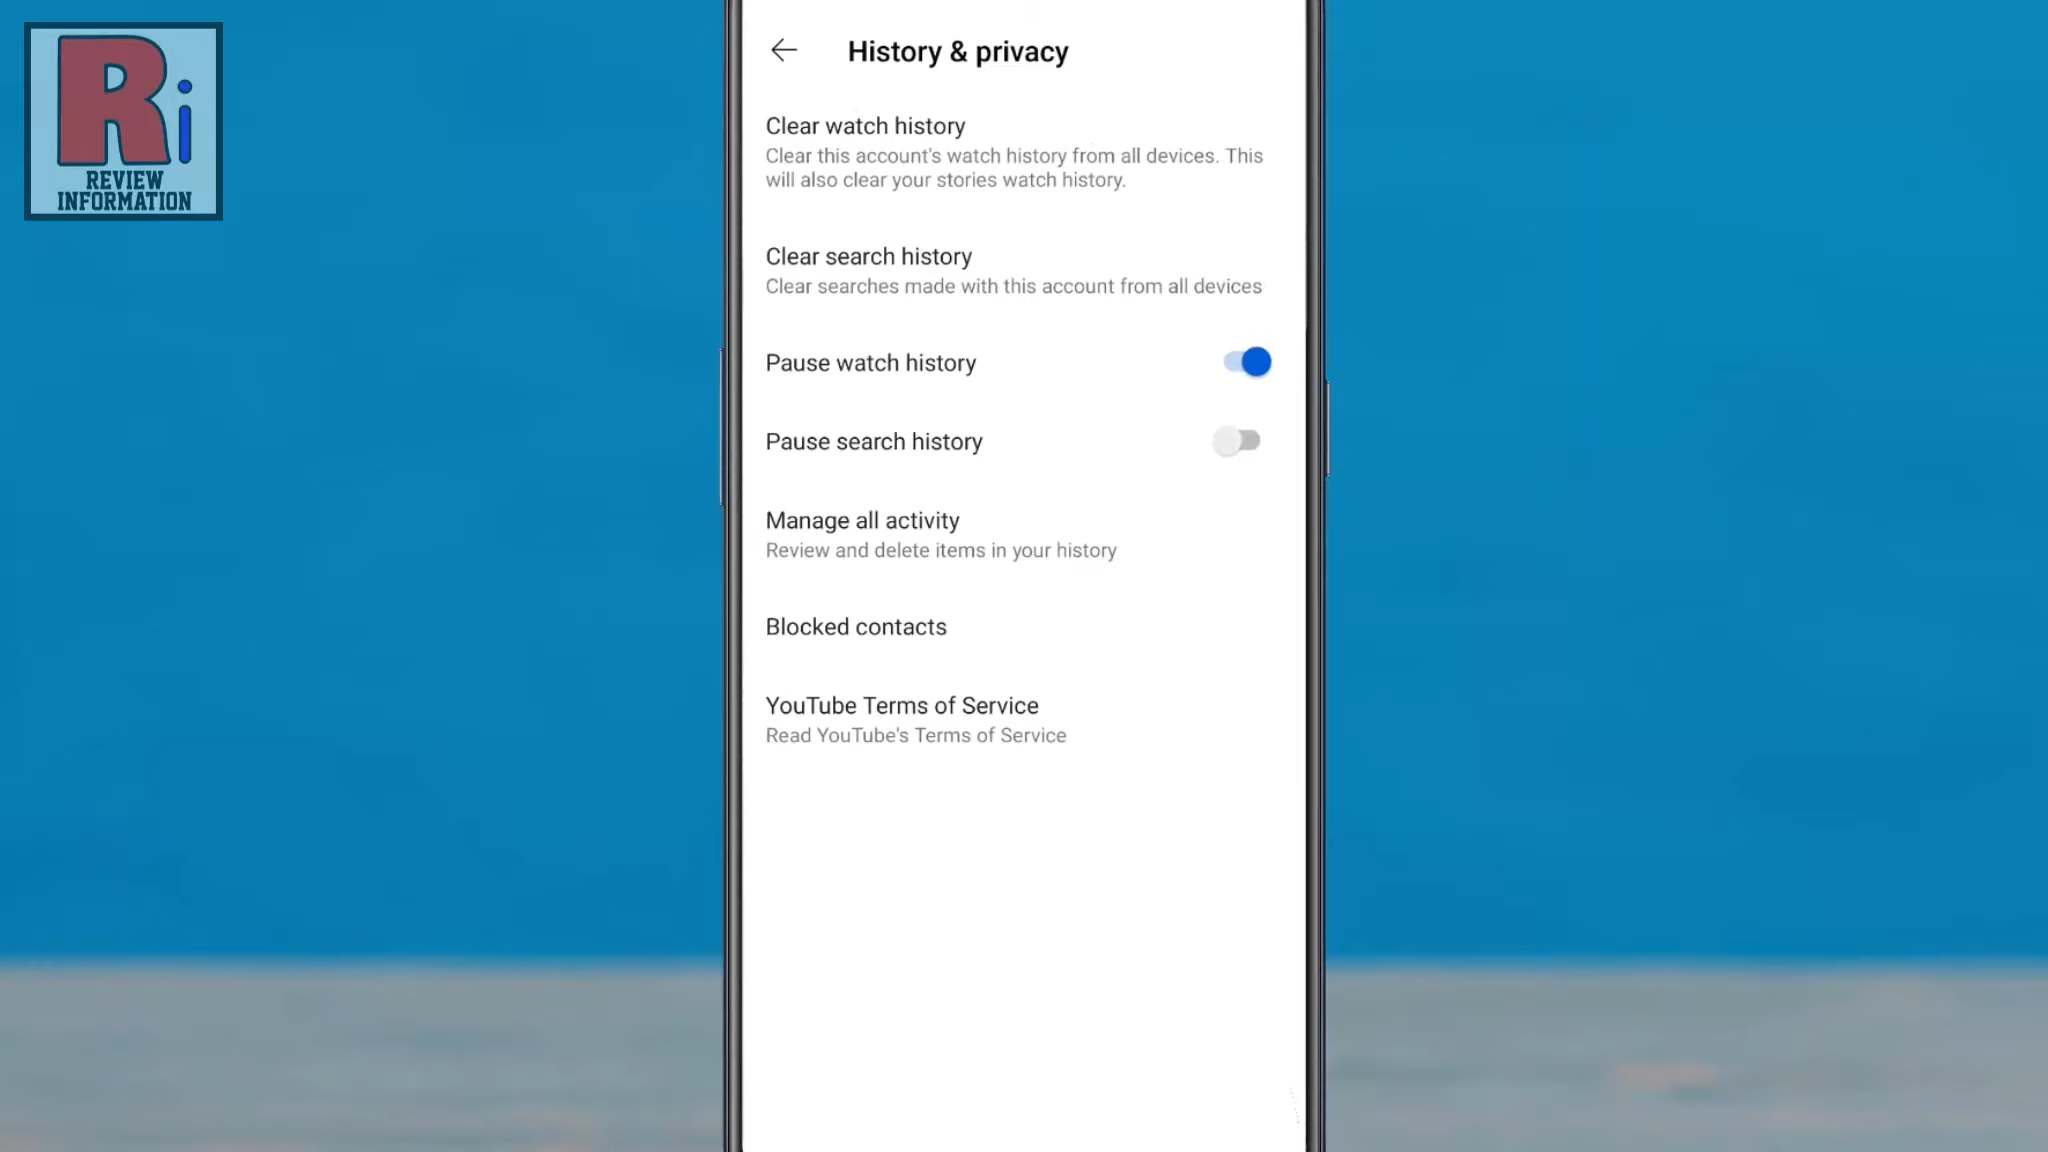 Ri
REVIEW
INFORMATION
History & privacy
Clear watch history
Clear this account's watch history from all devices. This
will also clear your stories watch history.
Clear search history
Clear searches made with this account from all devices
Pause watch history
Pause search history
Manage all activity
Review and delete items in your history
Blocked contacts
YouTube Terms of Service
Read YouTube's Terms of Service